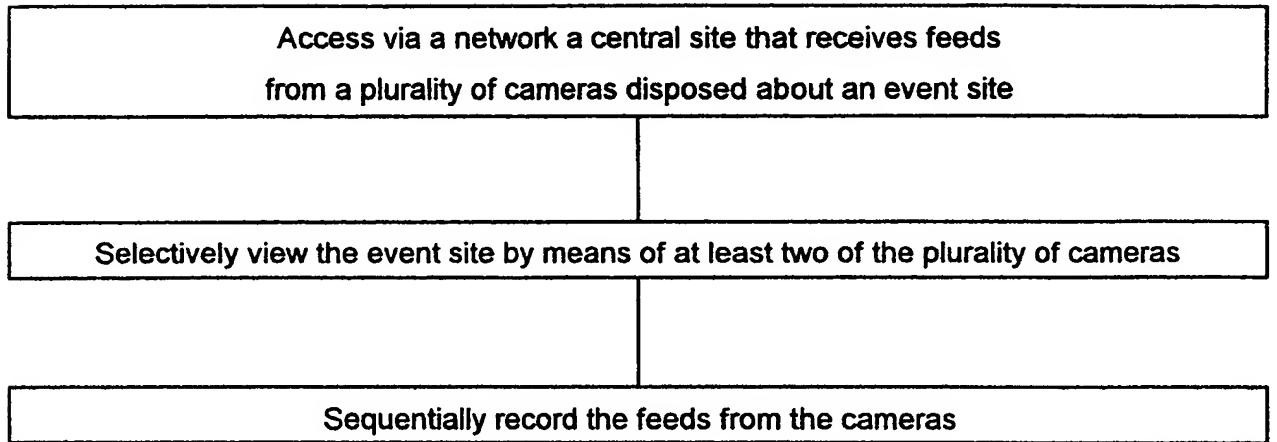 Access via a network a central site that receives feeds
from a plurality of cameras disposed about an event site
Selectively view the event site by means of at least two of the plurality of cameras
Sequentially record the feeds from the cameras